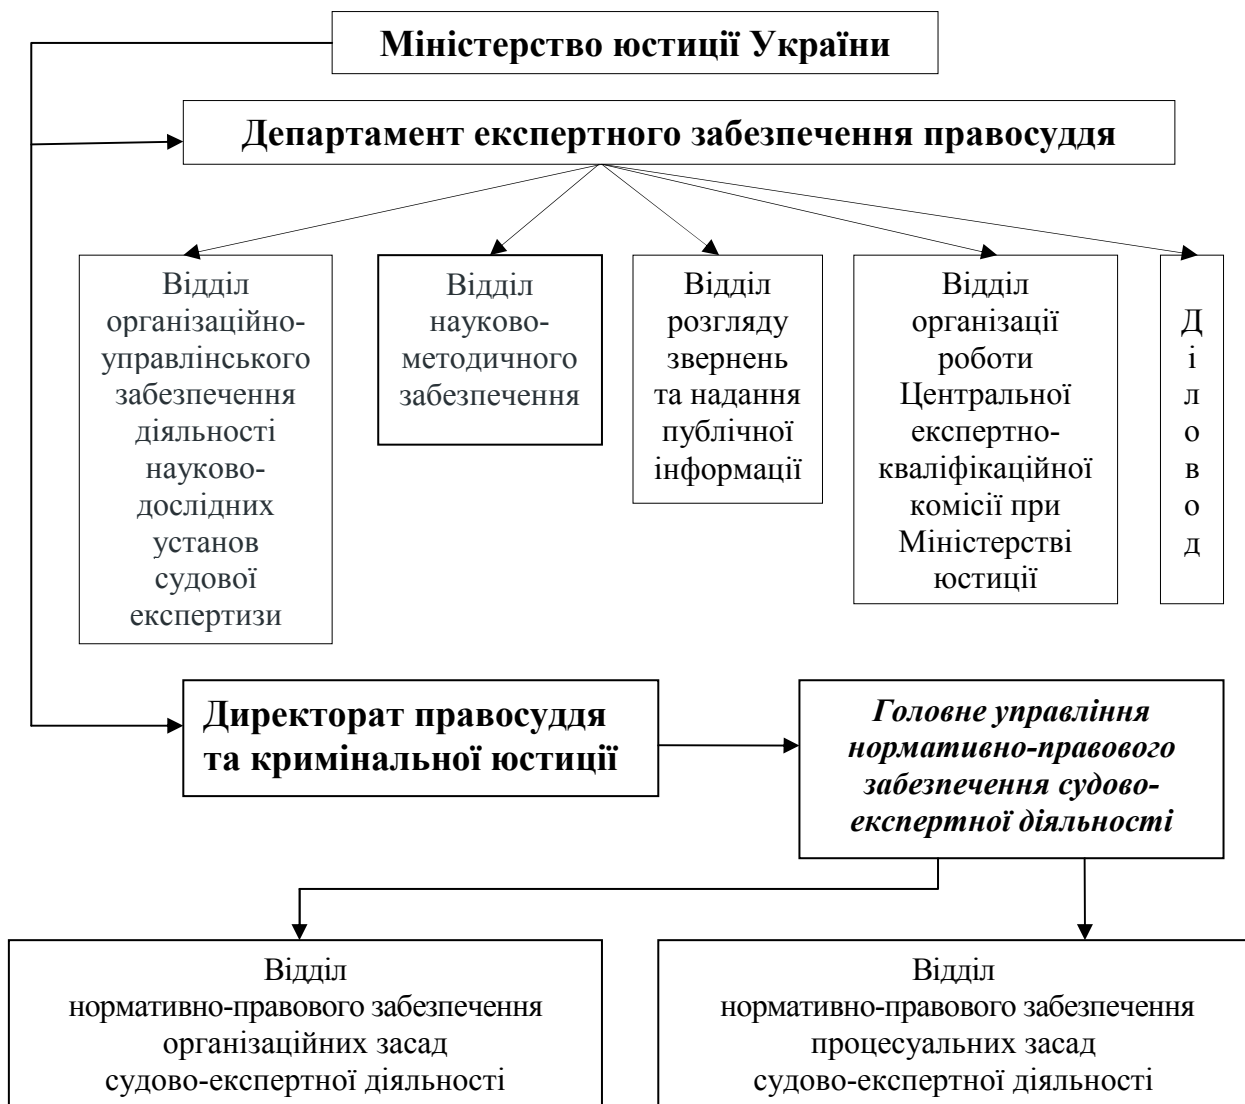 Міністерство юстиції України
Департамент експертного забезпечення правосуддя
Відділ
організаційно-
управлінського
забезпечення
діяльності
науково-
дослідних
установ
судової
експертизи
Відділ
науково-
методичного
забезпечення
Відділ
розгляду
звернень
та надання
публічної
інформації
Відділ
організації
роботи
Центральної
експертно-
кваліфікаційної
комісії при
Міністерстві
юстиції
Д
і
л
о
в
о
д
Директорат правосуддя
та кримінальної юстиції
Головне управління
нормативно-правового
забезпечення судово-
експертної діяльності
Відділ
нормативно-правового забезпечення
організаційних засад
судово-експертної діяльності
Відділ
нормативно-правового забезпечення
процесуальних засад
судово-експертної діяльності